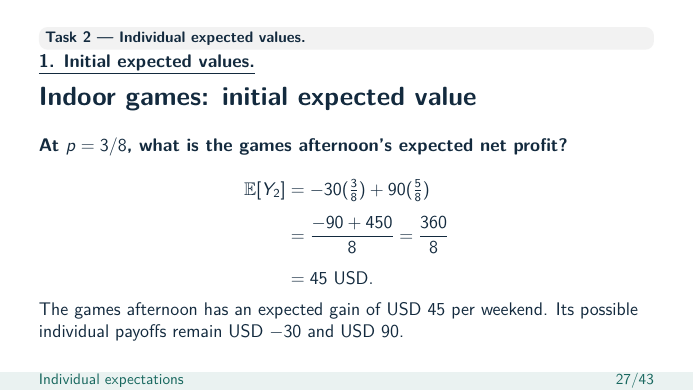 Task 2 — Individual expected values.
1. Initial expected values.
Indoor games: initial expected value
At p = 3/8, what is the games afternoon's expected net profit?
𝔼[Y₂] = −30(3/8) + 90(5/8)
= (−90 + 450)/8 = 360/8
= 45 USD.
The games afternoon has an expected gain of USD 45 per weekend. Its possible
individual payoffs remain USD −30 and USD 90.
Individual expectations 27/43